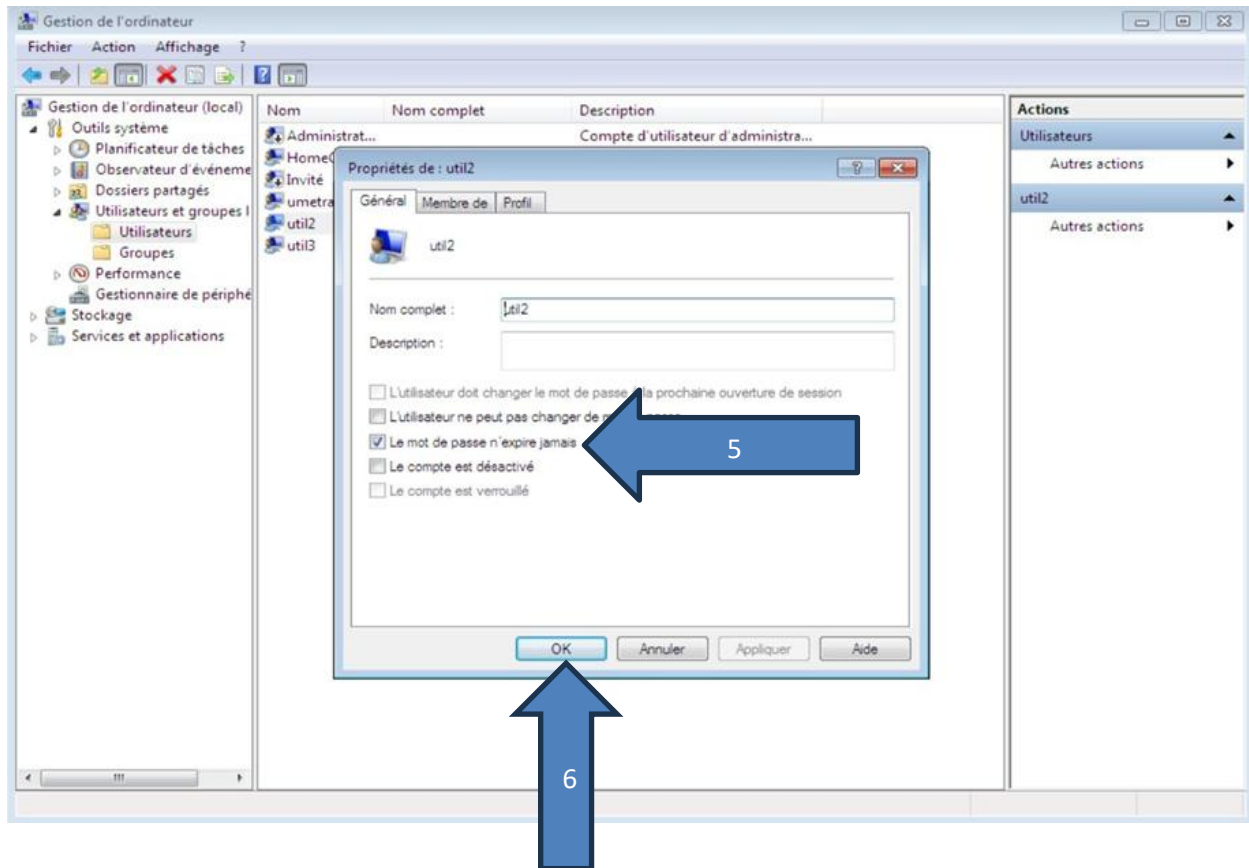 Gestion de l'ordinateur
Fichier Action Affichage ?
Gestion de l'ordinateur (local)
Outils système
Planificateur de tâches
Observateur d'événeme
Dossiers partagés
Utilisateurs et groupes l
Utilisateurs
Groupes
Performance
Gestionnaire de périphé
Stockage
Services et applications
Nom Nom complet Description
Administrat... Compte d'utilisateur d'administra...
HomeG
Invité
umetra
util2
util3
Propriétés de : util2
Général Membre de Profil
util2
Nom complet : util2
Description :
L'utilisateur doit changer le mot de passe la prochaine ouverture de session
L'utilisateur ne peut pas changer de
Le mot de passe n'expire jamais
Le compte est désactivé
Le compte est verrouillé
5
OK Annuler Appliquer Aide
6
Actions
Utilisateurs
Autres actions
util2
Autres actions